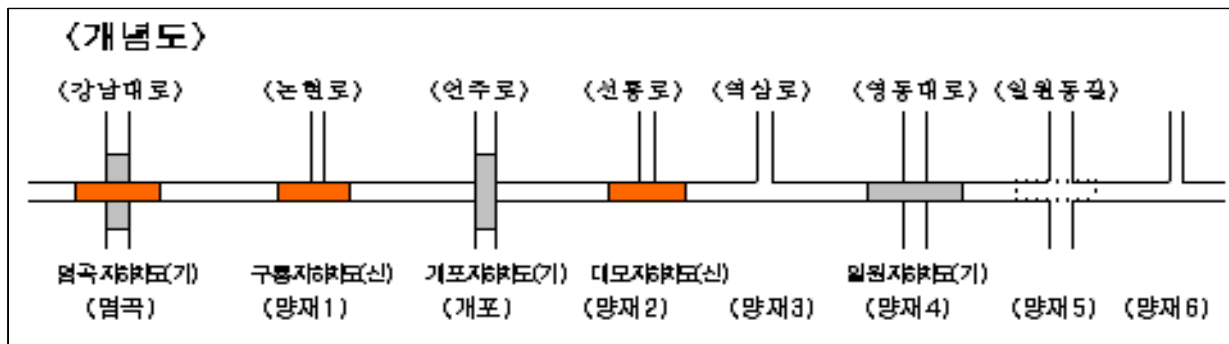 <개념도>
<강남대로> <논현로> <언주로> <선릉로> <역삼로> <영동대로> <일원동길>
염곡지하차도(기) 구룡지하차도(신) 개포지하차도(기) 대모지하차도(신) 일원지하차도(기)
(염곡) (양재1) (개포) (양재2) (양재3) (양재4) (양재5) (양재6)